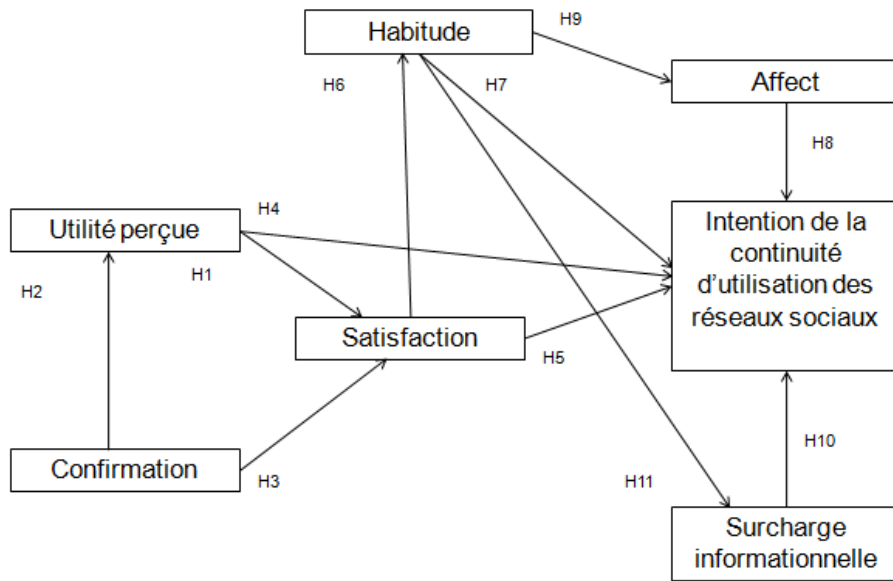 Habitude
H9
H6
H7
Affect
H8
Utilité perçue
H4
H1
H2
Intention de la
continuité
d'utilisation des
réseaux sociaux
Satisfaction
H5
Confirmation
H3
H10
H11
Surcharge
informationnelle